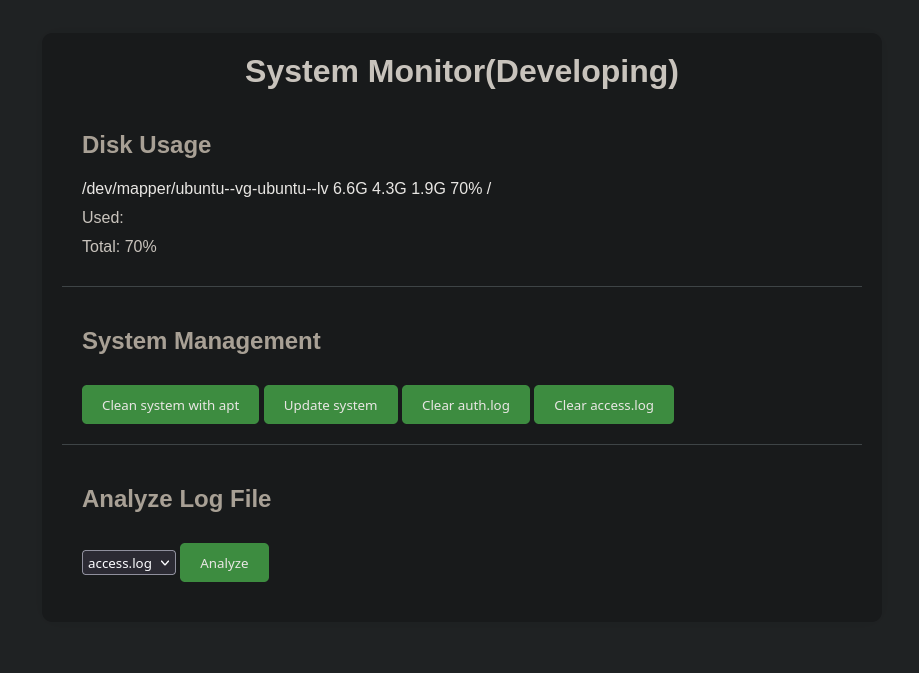 System Monitor(Developing)
Disk Usage
/dev/mapper/ubuntu--vg-ubuntu--lv 6.6G 4.3G 1.9G 70% /
Used:
Total: 70%
System Management
Clean system with apt Update system Clear auth.log Clear access.log
Analyze Log File
access.log Analyze